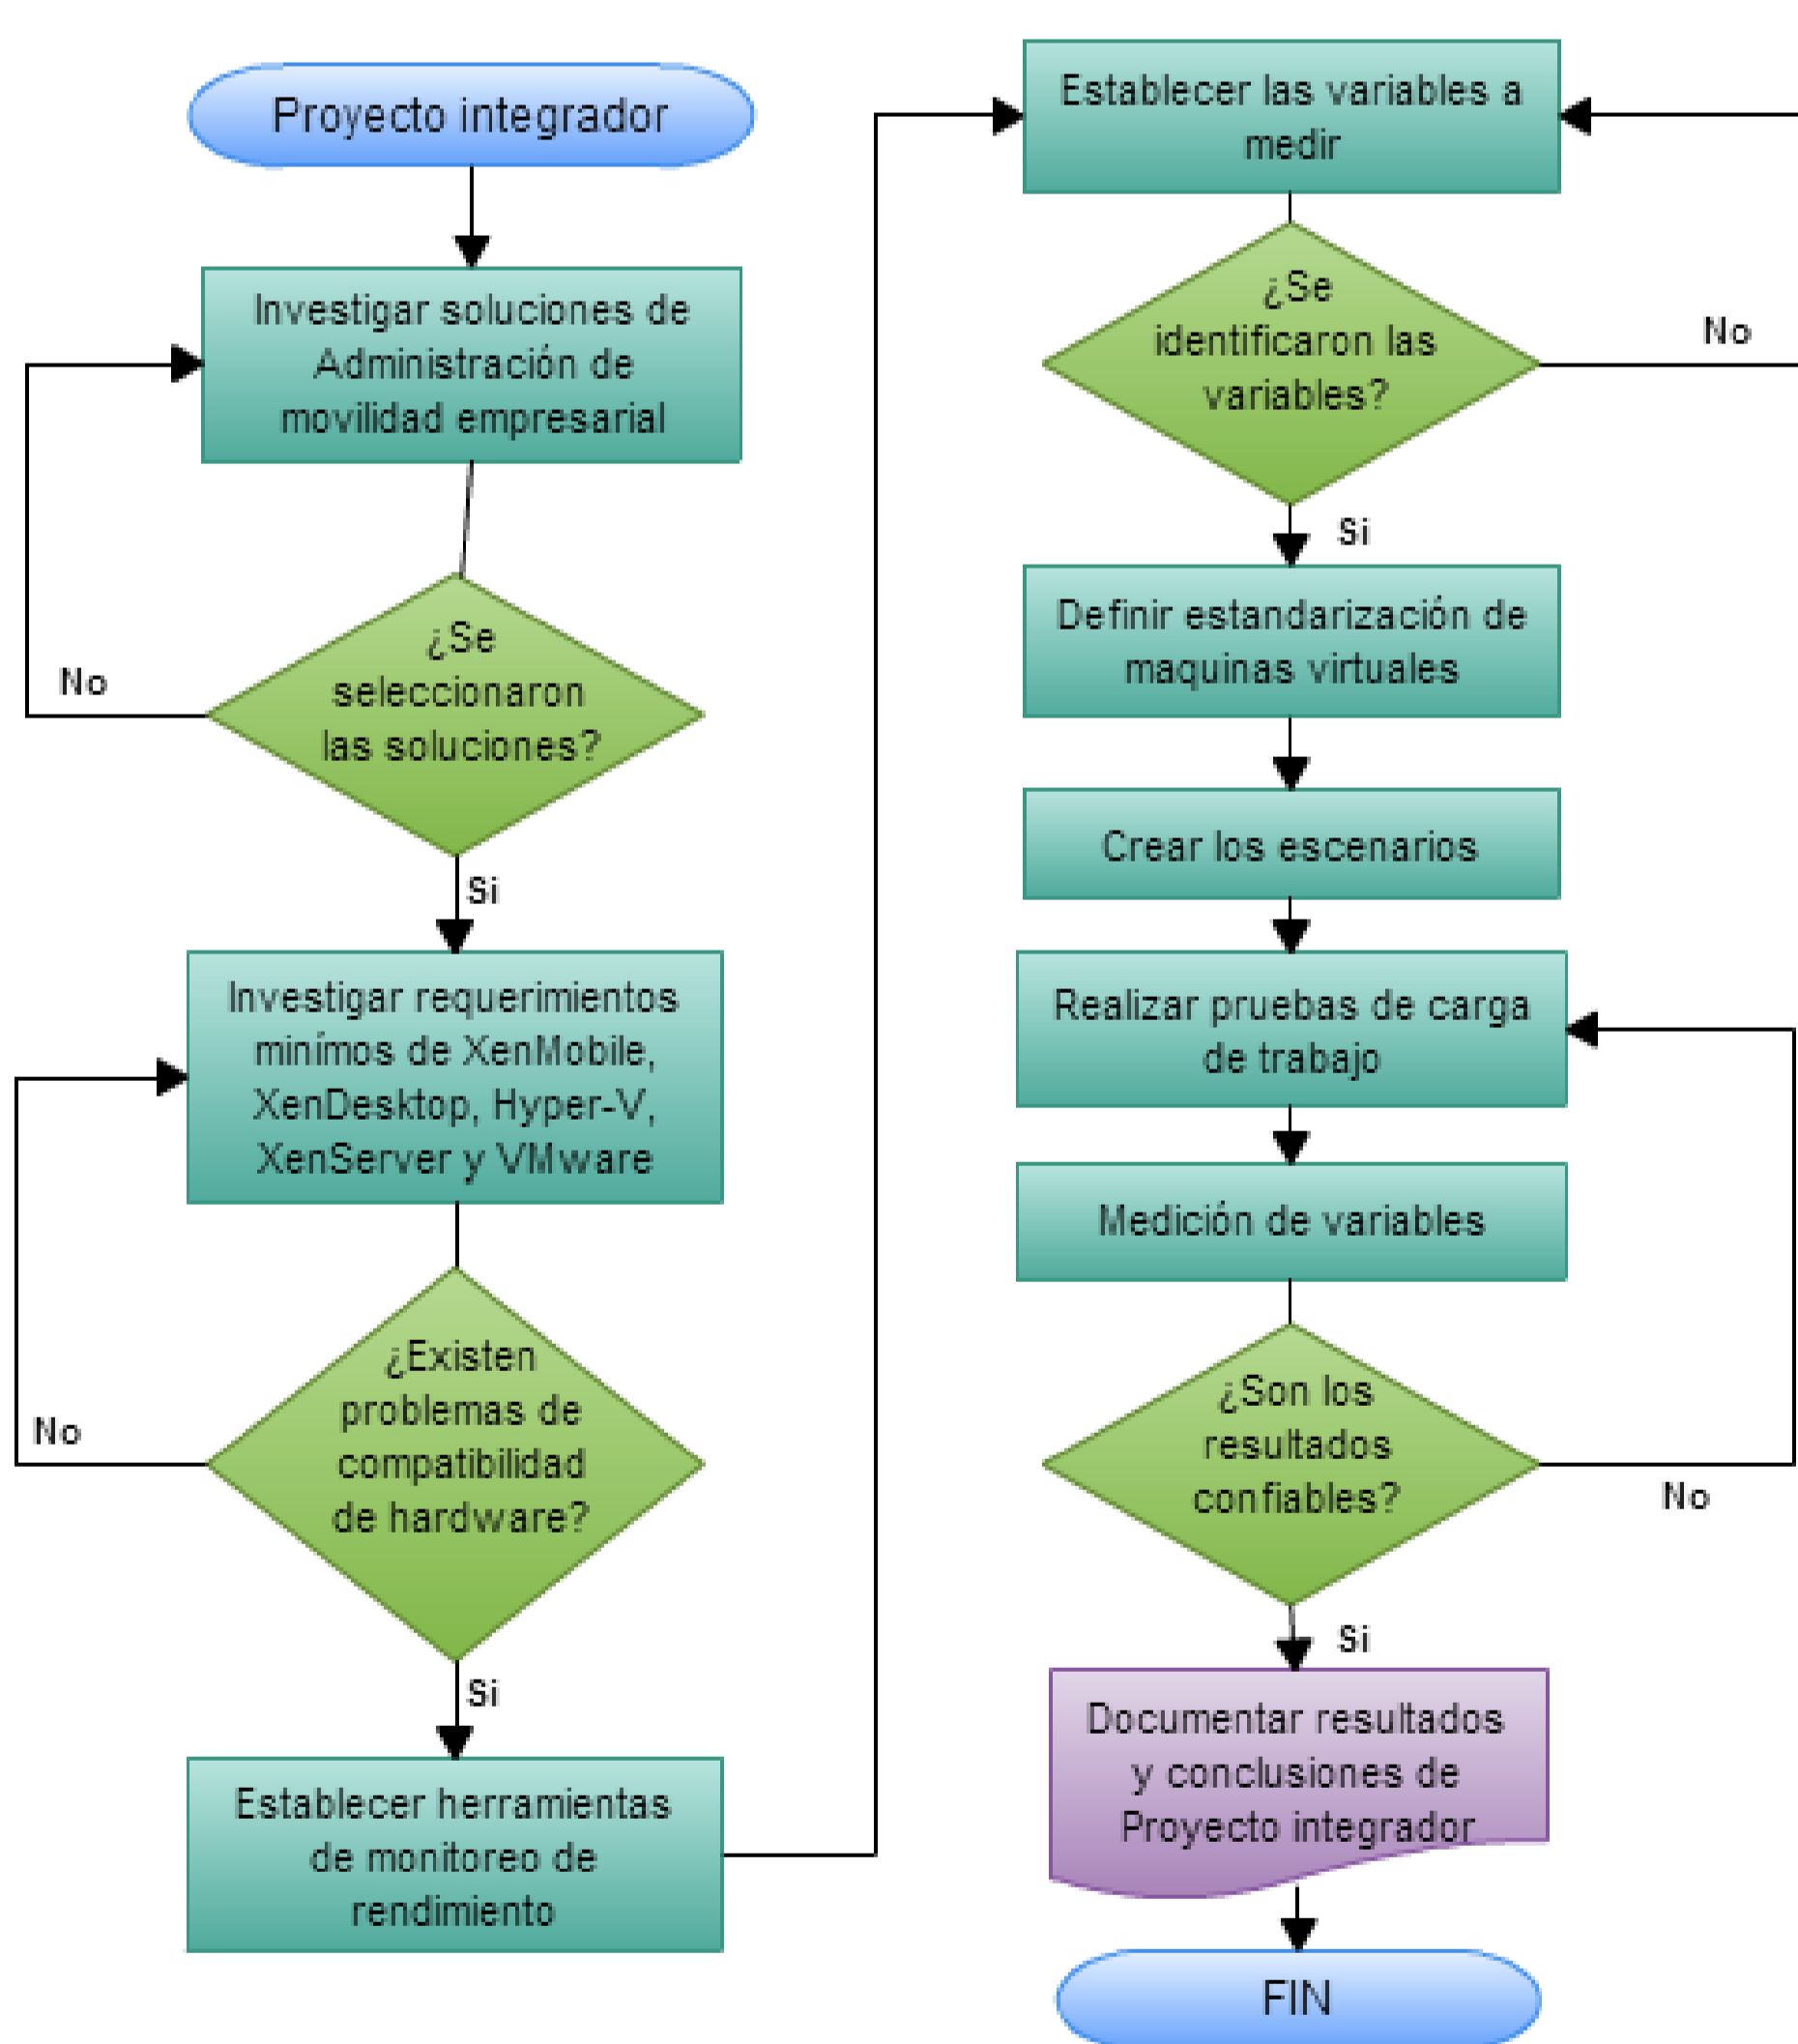 Proyecto integrador
Investigar soluciones de
Administración de
movilidad empresarial
¿Se
seleccionaron
las soluciones?
No
Si
Investigar requerimientos
minímos de XenMobile,
XenDesktop, Hyper-V,
XenServer y VMware
¿Existen
problemas de
compatibilidad
de hardware?
No
Si
Establecer herramientas
de monitoreo de
rendimiento
Establecer las variables a
medir
¿Se
identificaron las
variables?
No
Si
Definir estandarización de
maquinas virtuales
Crear los escenarios
Realizar pruebas de carga
de trabajo
Medición de variables
¿Son los
resultados
confiables?
No
Si
Documentar resultados
y conclusiones de
Proyecto integrador
FIN